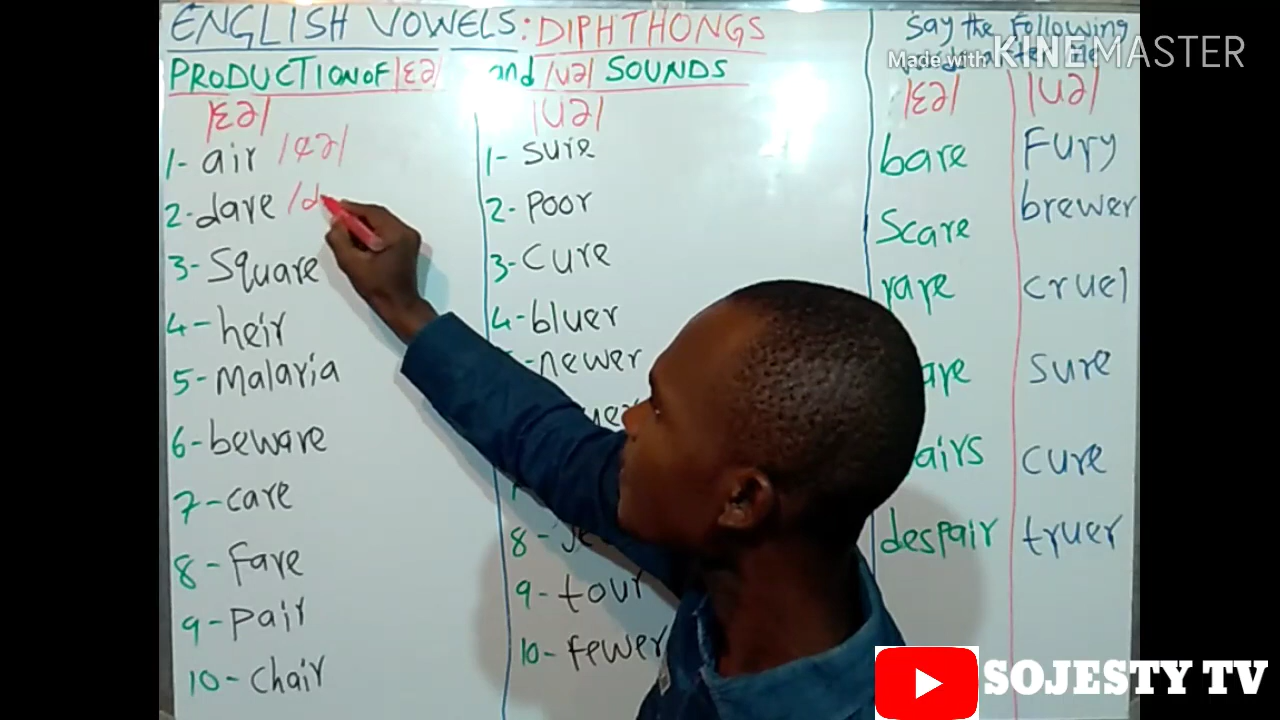 ENGLISH VOWELS: DIPHTHONGS
PRODUCTION OF |ɛə| and /ʊə| SOUNDS
|ɛə|
1- air /ɛə|
2- dare /d
3- Square
4- heir
5- Malaria
6- beware
7- care
8- Fare
9- pair
10- chair
|ʊə|
1- sure
2- Poor
3- Cure
4- bluer
newer
8-
9- tour
10- fewer
Say the Following
|ɛə| |ʊə|
bare Fury
Scare brewer
rare cruel
sure
cure
despair truer
Made with KINEMASTER
SOJESTY TV